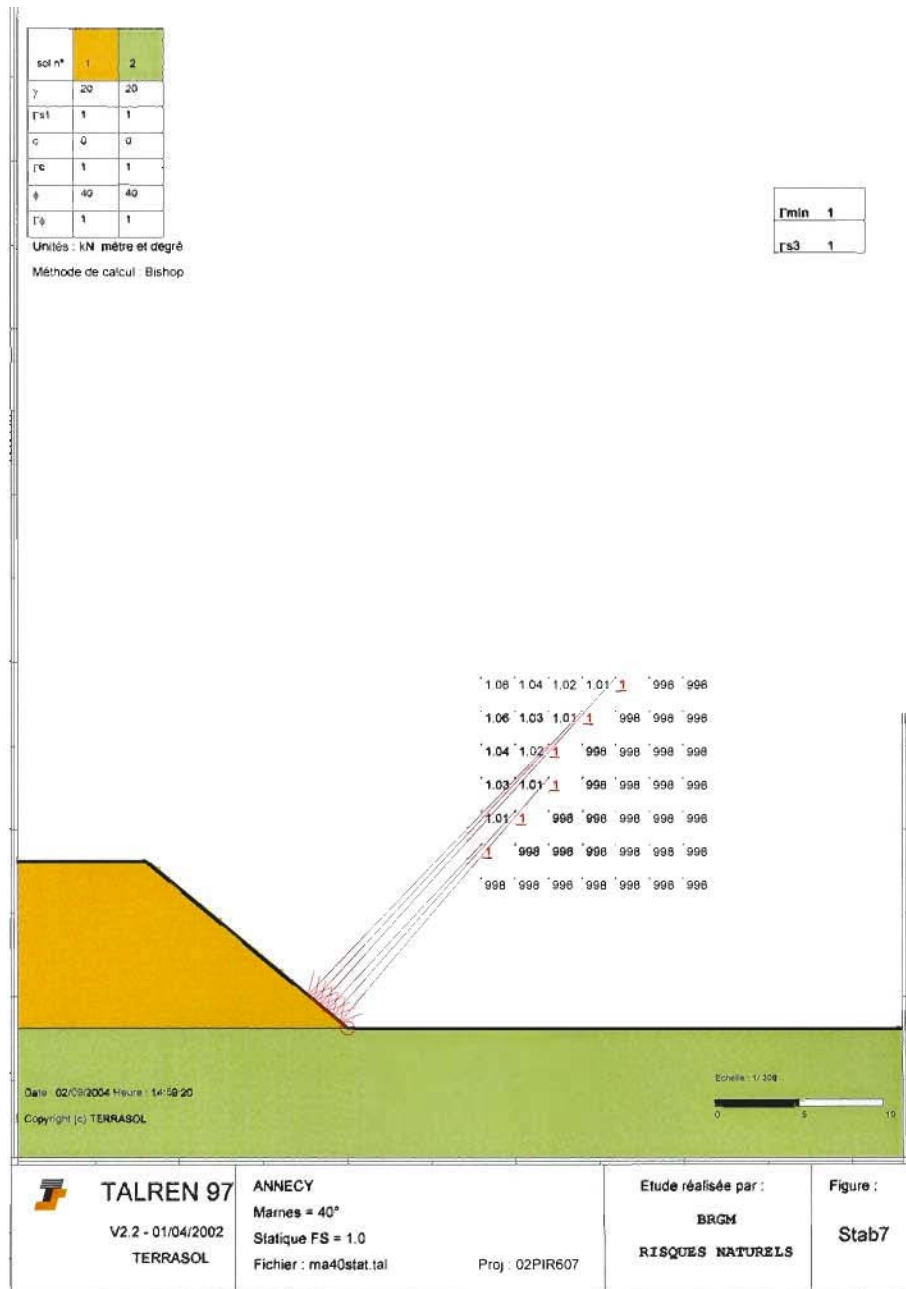 sol n° 1 2
γ 20 20
Γs1 1 1
c 0 0
Γc 1 1
φ 40 40
Γφ 1 1
Unités : kN mètre et degré
Méthode de calcul : Bishop
Γmin 1
Γs3 1
1.06 1.04 1.02 1.01 1 998 998
1.06 1.03 1.01 1 998 998 998
1.04 1.02 1 998 998 998 998
1.03 1.01 1 998 998 998 998
1.01 1 998 998 998 998 998
1 998 998 998 998 998 998
998 998 998 998 998 998 998
Date : 02/09/2004 Heure : 14:59:20
Copyright (c) TERRASOL
Echelle : 1/
0 5 10
TALREN 97
V2.2 - 01/04/2002
TERRASOL
ANNECY
Marnes = 40°
Statique FS = 1.0
Fichier : ma40stat.tal Proj : 02PIR607
Etude réalisée par :
BRGM
RISQUES NATURELS
Figure :
Stab7